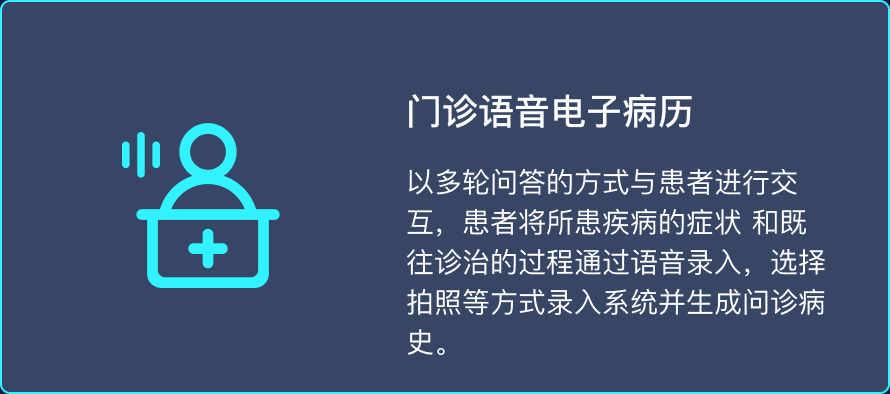 门诊语音电子病历
以多轮问答的方式与患者进行交
互，患者将所患疾病的症状 和既
往诊治的过程通过语音录入，选择
拍照等方式录入系统并生成问诊病
史。